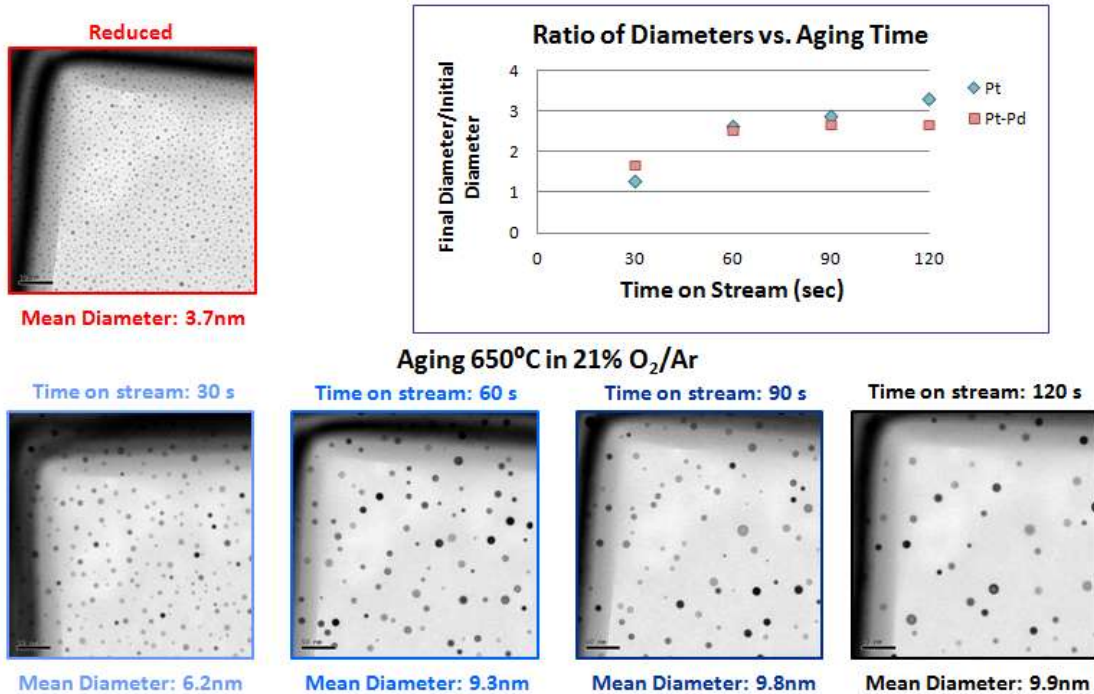 Reduced
Mean Diameter: 3.7nm
Ratio of Diameters vs. Aging Time
Final Diameter/Initial
Diameter
4
3
2
1
0
0
30
60
90
120
Time on Stream (sec)
Pt
Pt-Pd
Aging 650⁰C in 21% O₂/Ar
Time on stream: 30 s
Time on stream: 60 s
Time on stream: 90 s
Time on stream: 120 s
Mean Diameter: 6.2nm
Mean Diameter: 9.3nm
Mean Diameter: 9.8nm
Mean Diameter: 9.9nm